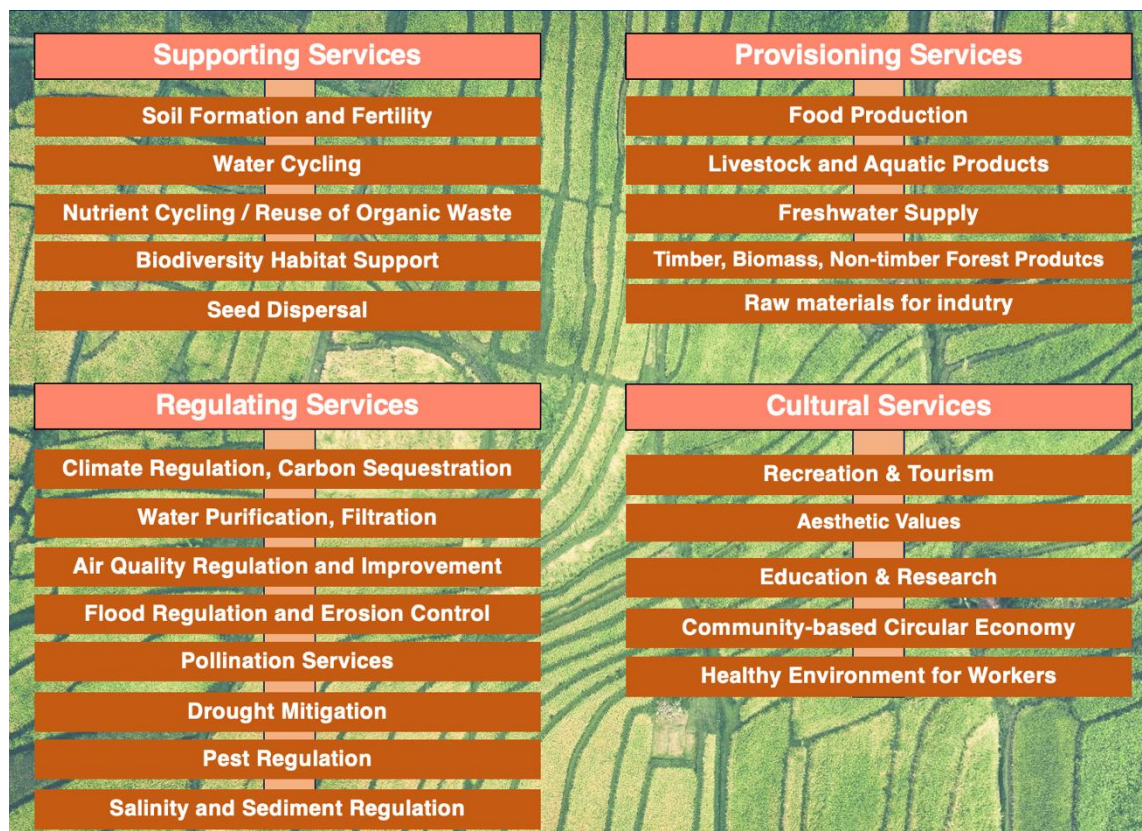 Supporting Services
Soil Formation and Fertility
Water Cycling
Nutrient Cycling / Reuse of Organic Waste
Biodiversity Habitat Support
Seed Dispersal
Provisioning Services
Food Production
Livestock and Aquatic Products
Freshwater Supply
Timber, Biomass, Non-timber Forest Produtcs
Raw materials for indutry
Regulating Services
Climate Regulation, Carbon Sequestration
Water Purification, Filtration
Air Quality Regulation and Improvement
Flood Regulation and Erosion Control
Pollination Services
Drought Mitigation
Pest Regulation
Salinity and Sediment Regulation
Cultural Services
Recreation & Tourism
Aesthetic Values
Education & Research
Community-based Circular Economy
Healthy Environment for Workers